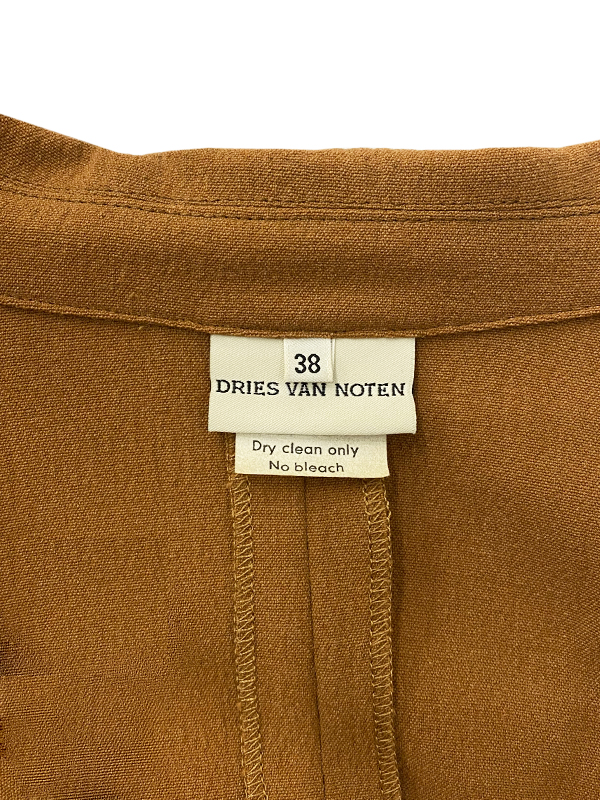 38
DRIES VAN NOTEN
Dry clean only
No bleach